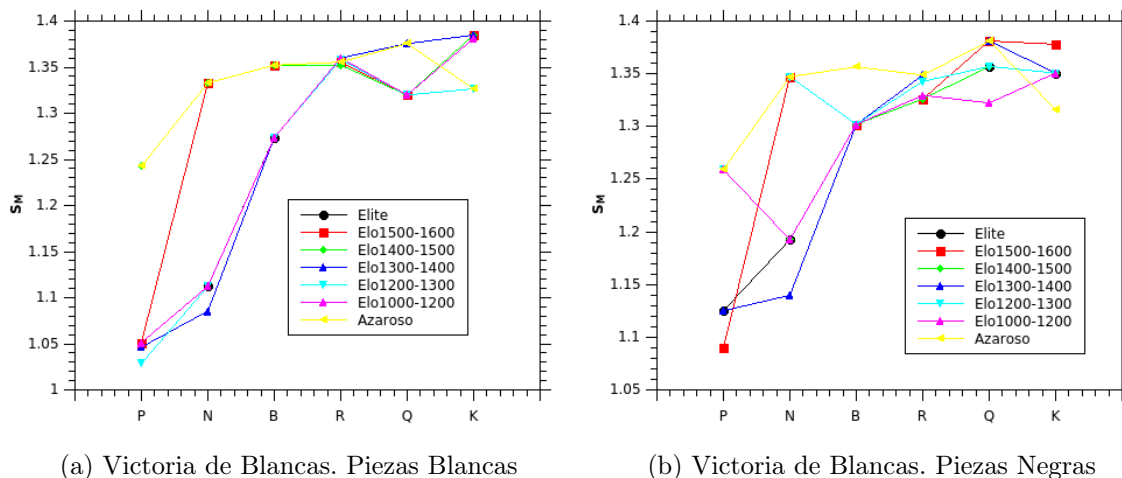 1.4
1.35
1.3
1.25
1.2
1.15
1.1
1.05
1
S_M
P N B R Q K
Elite
Elo1500-1600
Elo1400-1500
Elo1300-1400
Elo1200-1300
Elo1000-1200
Azaroso
(a) Victoria de Blancas. Piezas Blancas
1.4
1.35
1.3
1.25
1.2
1.15
1.1
1.05
S_M
P N B R Q K
Elite
Elo1500-1600
Elo1400-1500
Elo1300-1400
Elo1200-1300
Elo1000-1200
Azaroso
(b) Victoria de Blancas. Piezas Negras